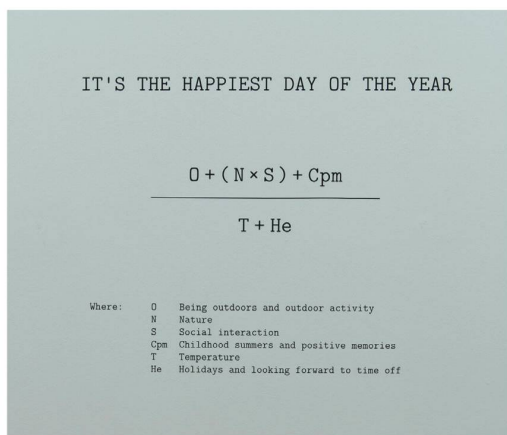 IT'S THE HAPPIEST DAY OF THE YEAR
O + ( N × S ) + Cpm
T + He
Where: O Being outdoors and outdoor activity
N Nature
S Social interaction
Cpm Childhood summers and positive memories
T Temperature
He Holidays and looking forward to time off